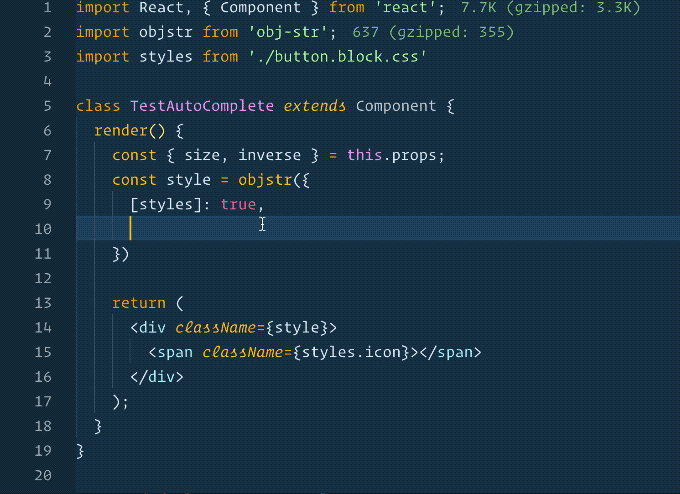 1 import React, { Component } from 'react'; 7.7K (gzipped: 3.3K)
2 import objstr from 'obj-str'; 637 (gzipped: 355)
3 import styles from './button.block.css'
4
5 class TestAutoComplete extends Component {
6 render() {
7 const { size, inverse } = this.props;
8 const style = objstr({
9 [styles]: true,
10
11 })
12
13 return (
14 <div className={style}>
15 <span className={styles.icon}></span>
16 </div>
17 );
18 }
19 }
20